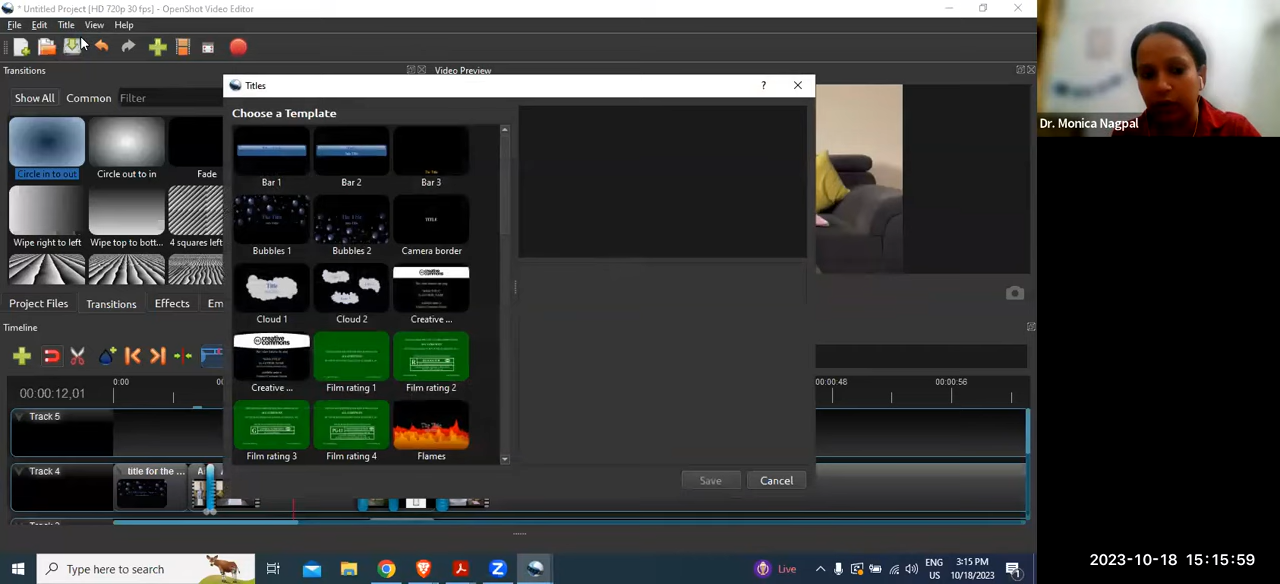 * Untitled Project [HD 720p 30 fps] - OpenShot Video Editor
File Edit Title View Help
Transitions
Video Preview
Show All Common Filter
Circle in to out
Circle out to in
Fade
Wipe right to left
Wipe top to bott...
4 squares left
Project Files Transitions Effects Em
Titles
?
Choose a Template
Bar 1
Bar 2
Bar 3
Bubbles 1
Bubbles 2
Camera border
TITLE
Cloud 1
Cloud 2
Creative ...
Creative ...
Film rating 1
Film rating 2
Film rating 3
Film rating 4
Flames
Save Cancel
Dr. Monica Nagpal
Timeline
00:00:12,01
0:00
00:00:48
00:00:56
Track 5
Track 4
title for the ...
Type here to search
Live
ENG
US
3:15 PM
10/18/2023
2023-10-18 15:15:59